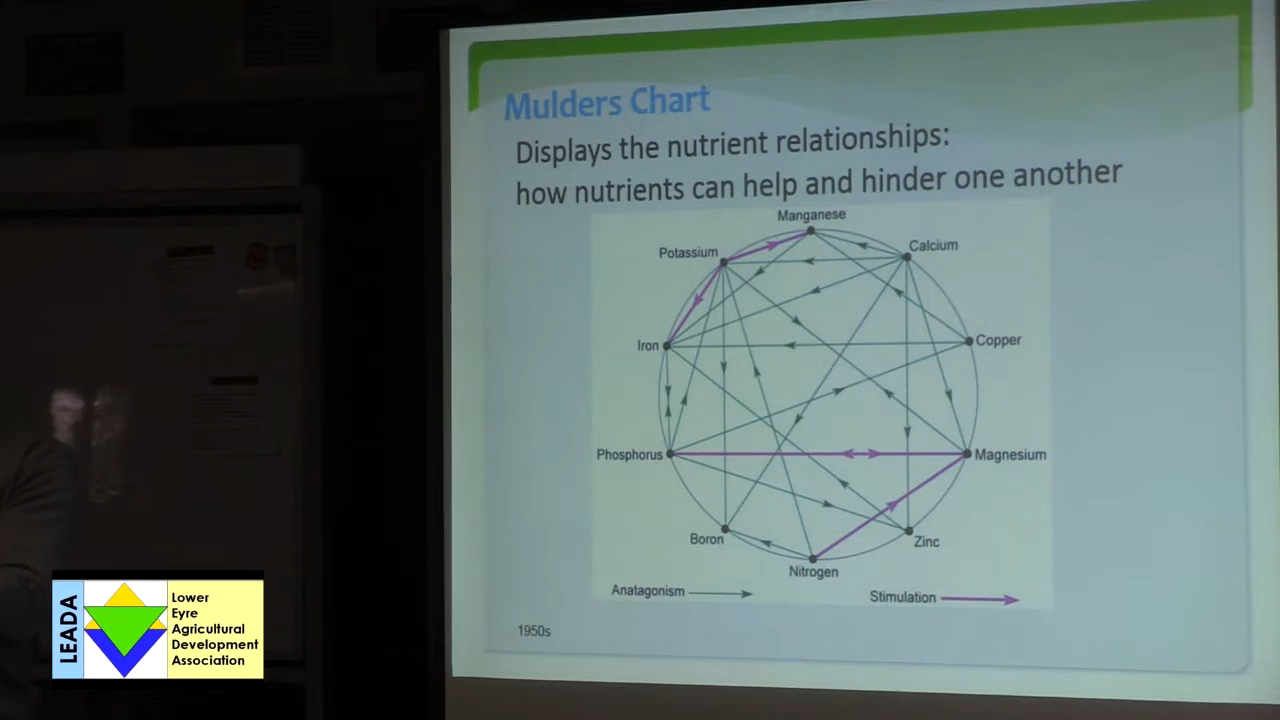 Mulders Chart
Displays the nutrient relationships:
how nutrients can help and hinder one another
Manganese
Potassium
Calcium
Iron
Copper
Phosphorus
Magnesium
Boron
Zinc
Nitrogen
Anatagonism
Stimulation
1950s
LEADA
Lower
Eyre
Agricultural
Development
Association